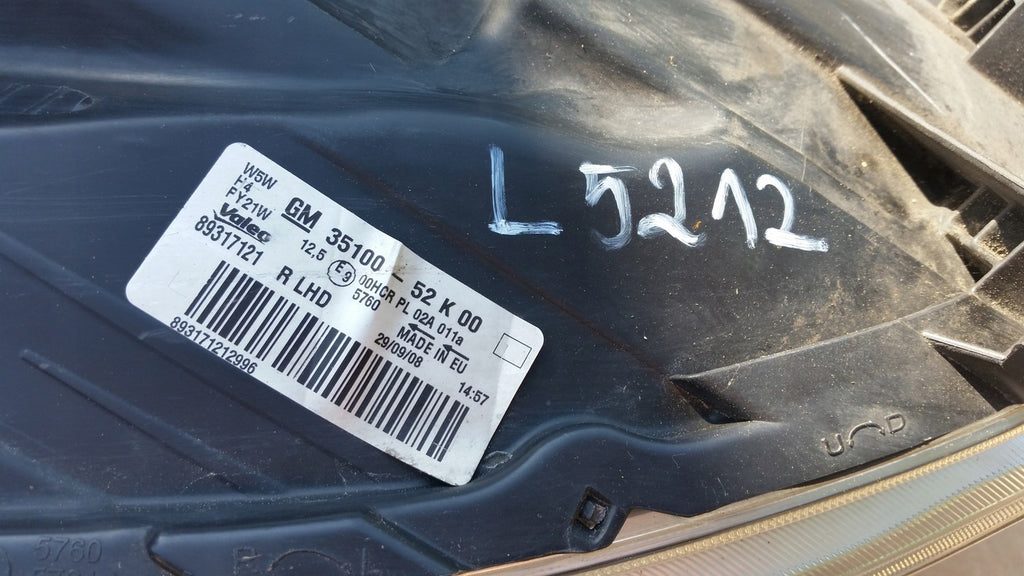 W5W
H4
PY21W
Valeo
89317121
GM 35100 - 52 K 00
12,5 E9 00HCR PL 02A 011a
5760
R LHD
MADE IN EU
29/09/08 14:57
893171212996
L 5212
U D
5760